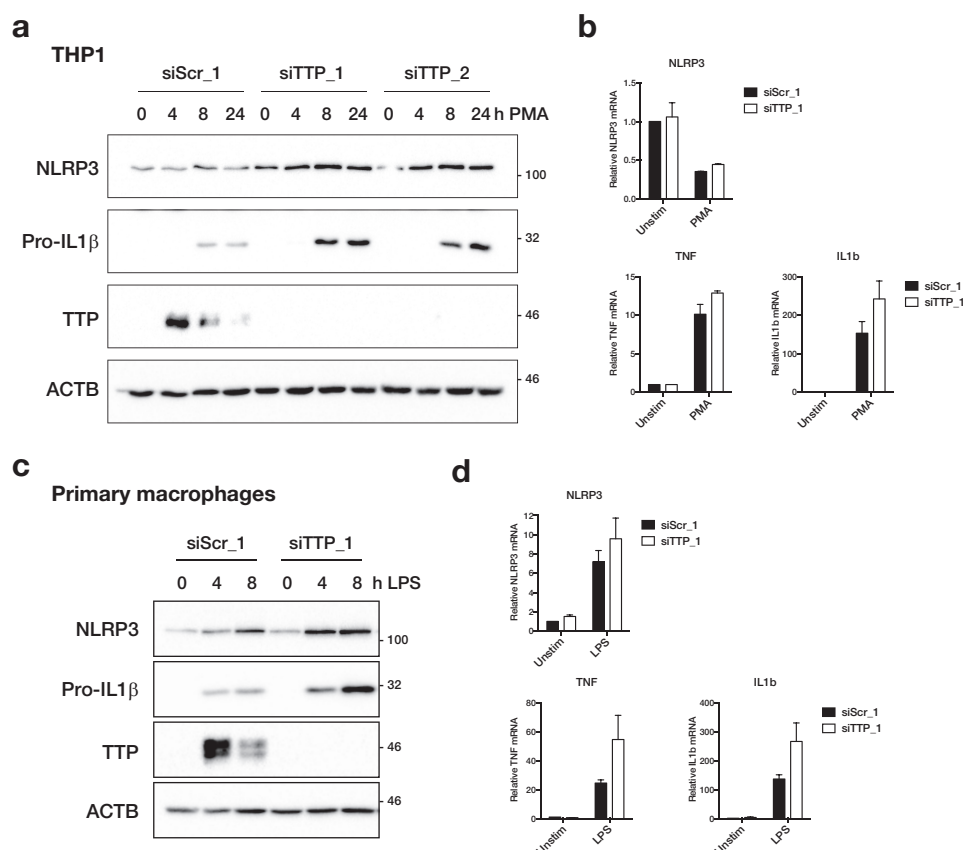 a
THP1
siScr_1 siTTP_1 siTTP_2
0 4 8 24 0 4 8 24 0 4 8 24 h PMA
NLRP3
- 100
Pro-IL1β
- 32
TTP
- 46
ACTB
- 46
b
NLRP3
Relative NLRP3 mRNA
1.5
1.0
0.5
0.0
Unstim
PMA
siScr_1
siTTP_1
TNF
Relative TNF mRNA
15
10
5
0
Unstim
PMA
IL1b
Relative IL1b mRNA
300
200
100
0
Unstim
PMA
siScr_1
siTTP_1
c
Primary macrophages
siScr_1 siTTP_1
0 4 8 0 4 8 h LPS
NLRP3
- 100
Pro-IL1β
- 32
TTP
- 46
ACTB
- 46
d
NLRP3
Relative NLRP3 mRNA
12
10
8
6
4
2
0
Unstim
LPS
siScr_1
siTTP_1
TNF
Relative TNF mRNA
80
60
40
20
0
Unstim
LPS
IL1b
Relative IL1b mRNA
400
300
200
100
0
Unstim
LPS
siScr_1
siTTP_1